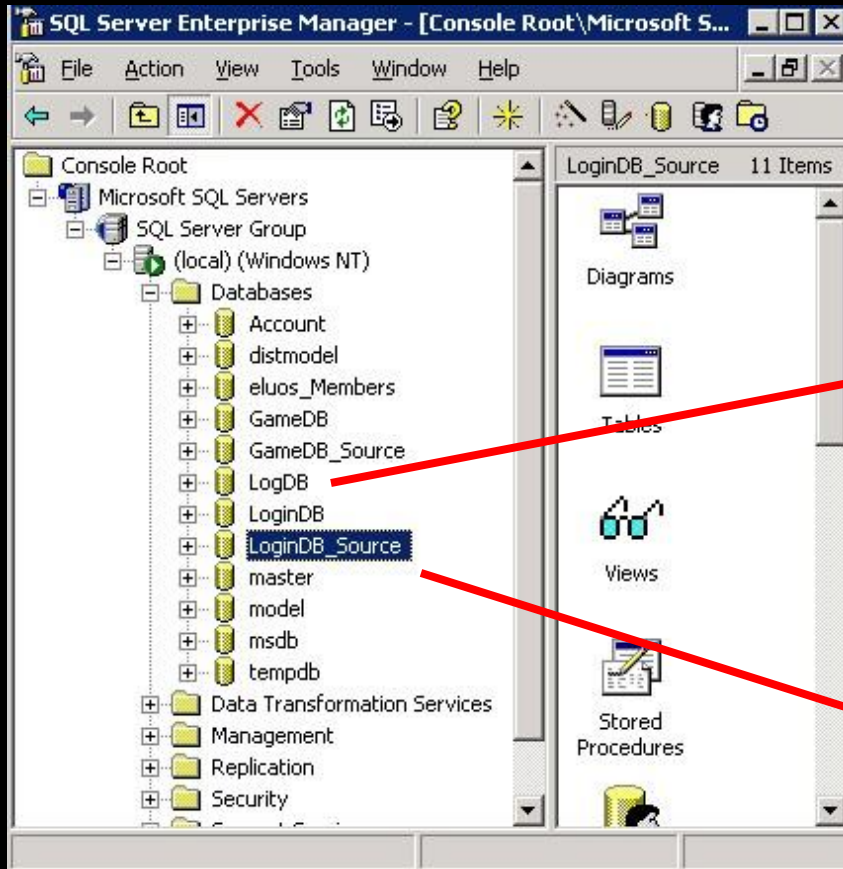 SQL Server Enterprise Manager - [Console Root\Microsoft S...
File Action View Tools Window Help
Console Root
Microsoft SQL Servers
SQL Server Group
(local) (Windows NT)
Databases
Account
distmodel
eluos_Members
GameDB
GameDB_Source
LogDB
LoginDB
LoginDB_Source
master
model
msdb
tempdb
Data Transformation Services
Management
Replication
Security
LoginDB_Source 11 Items
Diagrams
Tables
Views
Stored
Procedures